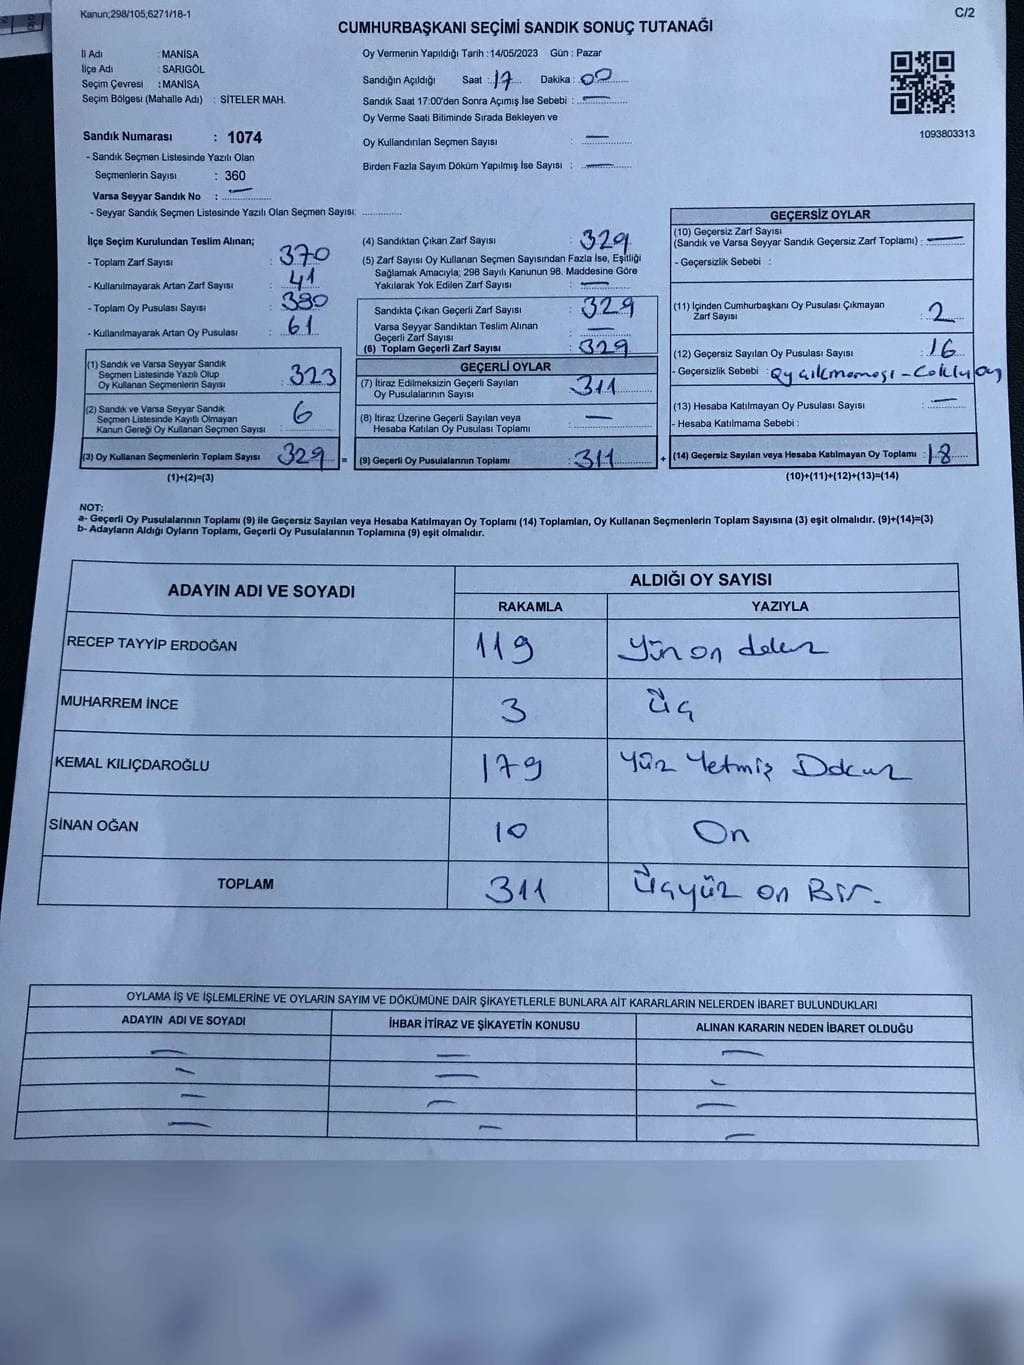 Kanun;298/105;6271/18-1
C/2
CUMHURBAŞKANI SEÇİMİ SANDIK SONUÇ TUTANAĞI
İl Adı : MANİSA
İlçe Adı : SARIGÖL
Seçim Çevresi : MANİSA
Seçim Bölgesi (Mahalle Adı) : SİTELER MAH.
Sandık Numarası : 1074
- Sandık Seçmen Listesinde Yazılı Olan
Seçmenlerin Sayısı : 360
Varsa Seyyar Sandık No : —
- Seyyar Sandık Seçmen Listesinde Yazılı Olan Seçmen Sayısı: ..............
Oy Vermenin Yapıldığı Tarih : 14/05/2023 Gün : Pazar
Sandığın Açıldığı Saat : 17 Dakika : 00
Sandık Saat 17:00'den Sonra Açımış İse Sebebi : —
Oy Verme Saati Bitiminde Sırada Bekleyen ve
Oy Kullandırılan Seçmen Sayısı : —
Birden Fazla Sayım Döküm Yapılmış İse Sayısı : —
1093803313
İlçe Seçim Kurulundan Teslim Alınan;
- Toplam Zarf Sayısı : 370
- Kullanılmayarak Artan Zarf Sayısı : 41
- Toplam Oy Pusulası Sayısı : 380
- Kullanılmayarak Artan Oy Pusulası : 61
(1) Sandık ve Varsa Seyyar Sandık
Seçmen Listesinde Yazılı Olup
Oy Kullanan Seçmenlerin Sayısı : 323
(2) Sandık ve Varsa Seyyar Sandık
Seçmen Listesinde Kayıtlı Olmayan
Kanun Gereği Oy Kullanan Seçmen Sayısı : 6
(3) Oy Kullanan Seçmenlerin Toplam Sayısı 329 =
(1)+(2)=(3)
(4) Sandıktan Çıkan Zarf Sayısı : 329
(5) Zarf Sayısı Oy Kullanan Seçmen Sayısından Fazla İse, Eşitliği
Sağlamak Amacıyla; 298 Sayılı Kanunun 98. Maddesine Göre
Yakılarak Yok Edilen Zarf Sayısı : —
Sandıkta Çıkan Geçerli Zarf Sayısı : 329
Varsa Seyyar Sandıktan Teslim Alınan
Geçerli Zarf Sayısı : —
(6) Toplam Geçerli Zarf Sayısı : 329
GEÇERLİ OYLAR
(7) İtiraz Edilmeksizin Geçerli Sayılan
Oy Pusulalarının Sayısı : 311
(8) İtiraz Üzerine Geçerli Sayılan veya
Hesaba Katılan Oy Pusulası Toplamı : —
(9) Geçerli Oy Pusulalarının Toplamı : 311 +
GEÇERSİZ OYLAR
(10) Geçersiz Zarf Sayısı
(Sandık ve Varsa Seyyar Sandık Geçersiz Zarf Toplamı) : —
- Geçersizlik Sebebi :
(11) İçinden Cumhurbaşkanı Oy Pusulası Çıkmayan
Zarf Sayısı : 2
(12) Geçersiz Sayılan Oy Pusulası Sayısı : 16
- Geçersizlik Sebebi : Oy çıkmaması - Çoklu oy
(13) Hesaba Katılmayan Oy Pusulası Sayısı : —
- Hesaba Katılmama Sebebi :
(14) Geçersiz Sayılan veya Hesaba Katılmayan Oy Toplamı : 18
(10)+(11)+(12)+(13)=(14)
NOT:
a- Geçerli Oy Pusulalarının Toplamı (9) ile Geçersiz Sayılan veya Hesaba Katılmayan Oy Toplamı (14) Toplamları, Oy Kullanan Seçmenlerin Toplam Sayısına (3) eşit olmalıdır. (9)+(14)=(3)
b- Adayların Aldığı Oyların Toplamı, Geçerli Oy Pusulalarının Toplamına (9) eşit olmalıdır.
ADAYIN ADI VE SOYADI ALDIĞI OY SAYISI
RAKAMLA YAZIYLA
RECEP TAYYİP ERDOĞAN 119 Yüz on dokuz
MUHARREM İNCE 3 Üç
KEMAL KILIÇDAROĞLU 179 Yüz Yetmiş Dokuz
SİNAN OĞAN 10 On
TOPLAM 311 Üçyüz on Bir.
OYLAMA İŞ VE İŞLEMLERİNE VE OYLARIN SAYIM VE DÖKÜMÜNE DAİR ŞİKAYETLERLE BUNLARA AİT KARARLARIN NELERDEN İBARET BULUNDUKLARI
ADAYIN ADI VE SOYADI İHBAR İTİRAZ VE ŞİKAYETİN KONUSU ALINAN KARARIN NEDEN İBARET OLDUĞU
— — —
— — —
— — —
— — —